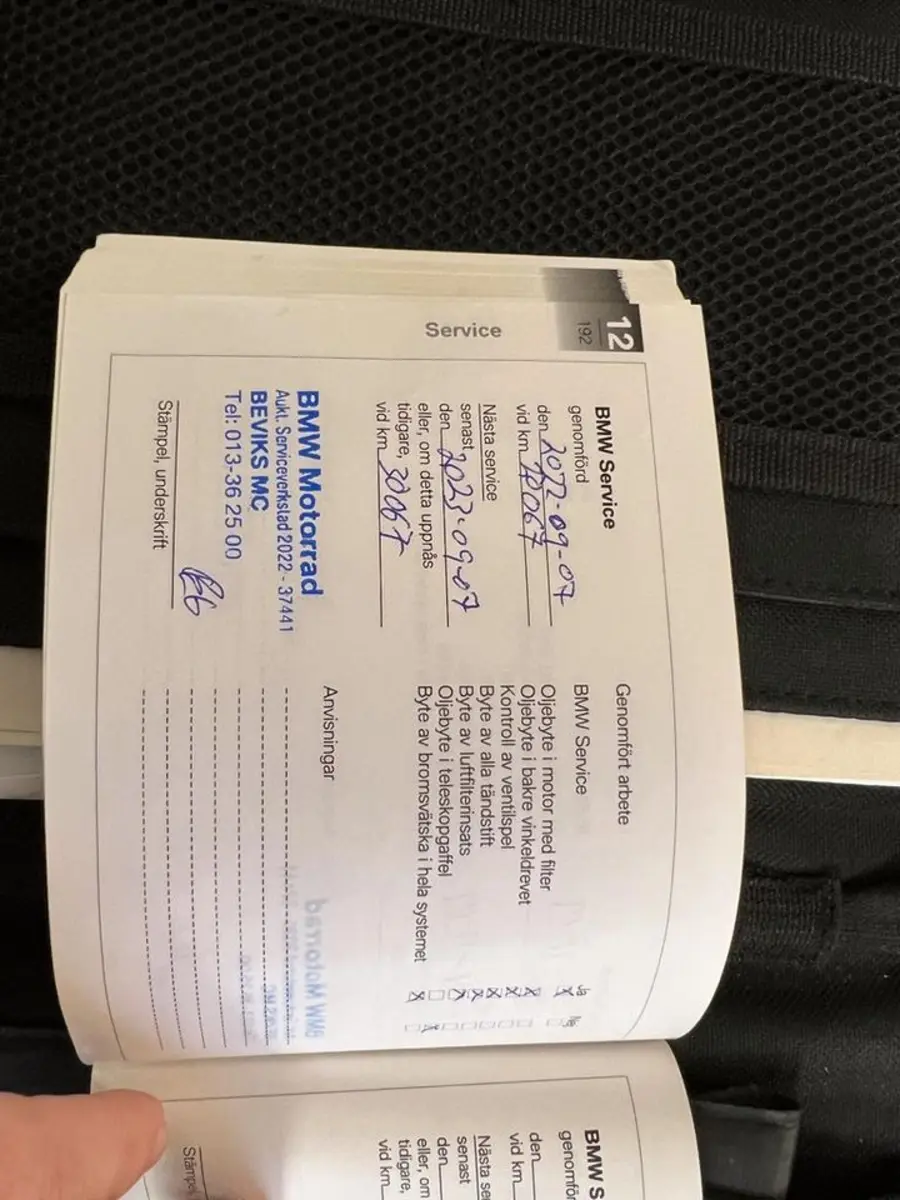 12
192
Service
BMW Service
genomförd
den 2022-09-07
vid km 20067
Nästa service
senast
den 2023-09-07
eller, om detta uppnås
tidigare,
vid km 30067
BMW Motorrad
Aukt. Serviceverkstad 2022 - 37441
BEVIKS MC
Tel: 013-36 25 00
Stämpel, underskrift
Genomfört arbete
Ja
BMW Service
Oljebyte i motor med filter
Oljebyte i bakre vinkeldrevet
Kontroll av ventilspel
Byte av alla tändstift
Byte av luftfilterinsats
Oljebyte i teleskopgaffel
Byte av bromsvätska i hela systemet
Anvisningar
BMW S
genomför
den
vid km
Nästa se
senast
den
eller, om
tidigare,
vid km
Stämpe